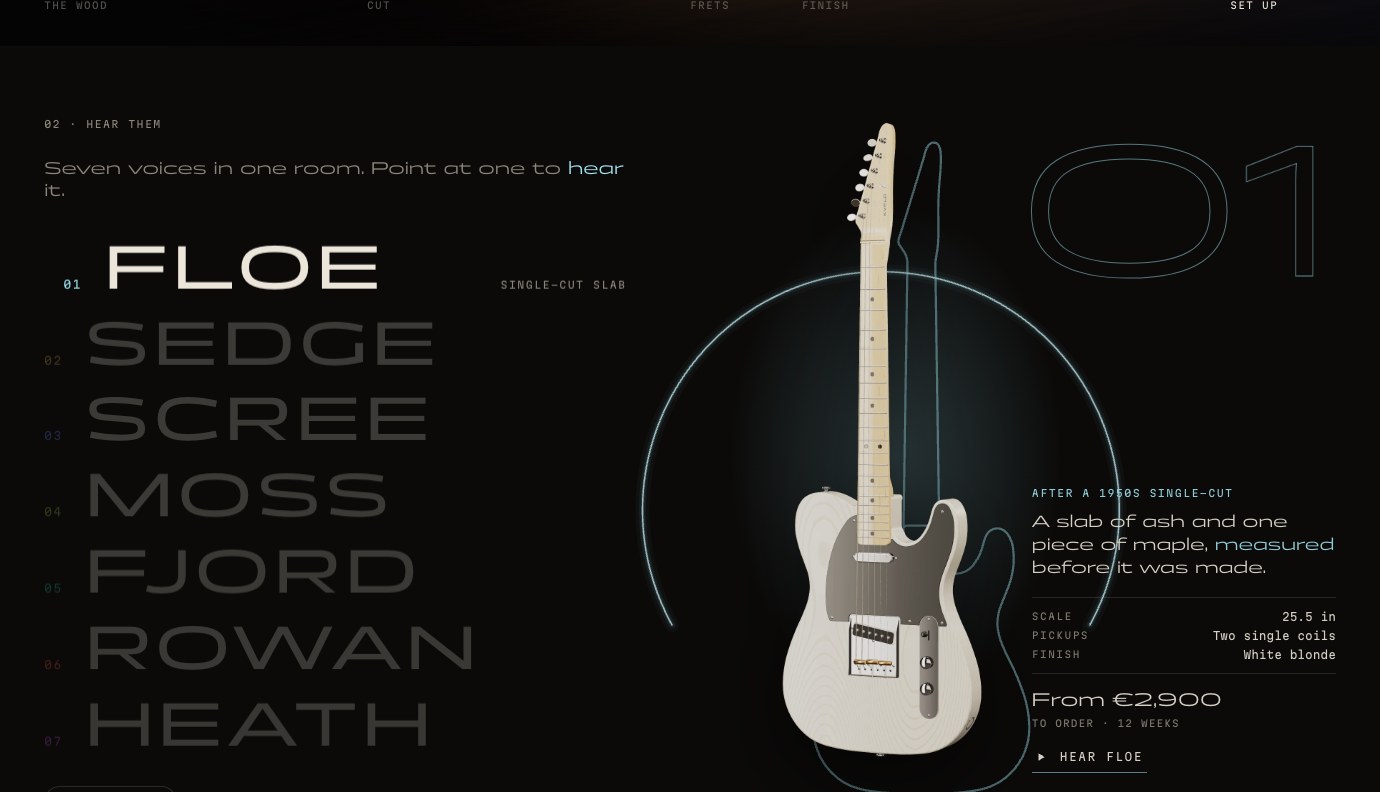 THE WOOD
CUT
FRETS
FINISH
SET UP
02 · HEAR THEM
Seven voices in one room. Point at one to hear
it.
01 FLOE SINGLE-CUT SLAB
02 SEDGE
03 SCREE
04 MOSS
05 FJORD
06 ROWAN
07 HEATH
01
AFTER A 1950S SINGLE-CUT
A slab of ash and one
piece of maple, measured
before it was made.
SCALE 25.5 in
PICKUPS Two single coils
FINISH White blonde
From €2,900
TO ORDER · 12 WEEKS
▶ HEAR FLOE